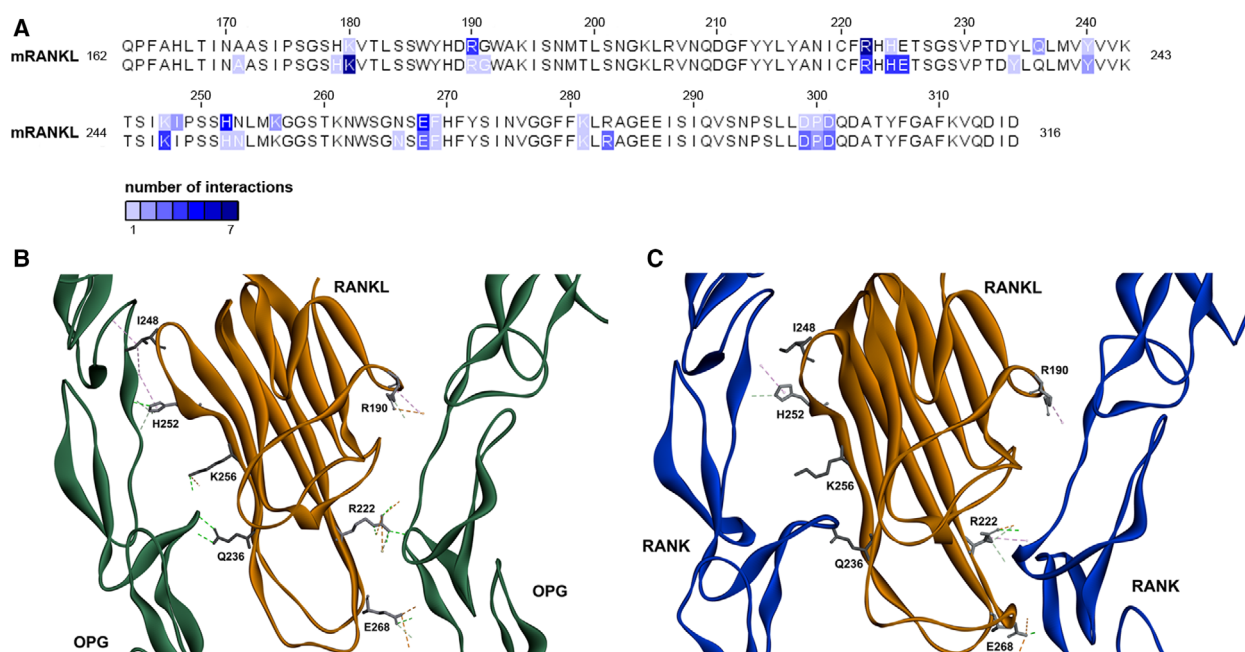 A
170 180 190 200 210 220 230 240
QPFAHLTINAASIPSGSHKVTLSSWYHDRGWAKISNMTLSNGKLRVNQDGFYYLYANICFRHHETSGSVPTDYLQLMVYVVK
mRANKL 162 243
QPFAHLTINAASIPSGSHKVTLSSWYHDRGWAKISNMTLSNGKLRVNQDGFYYLYANICFRHHETSGSVPTDYLQLMVYVVK
250 260 270 280 290 300 310
TSIKIPSSHNLMKGGSTKNWSGNSEFHFYSINVGGFFKLRAGEEISIQVSNPSLLDPDQDATYFGAFKVQDID
mRANKL 244 316
TSIKIPSSHNLMKGGSTKNWSGNSEFHFYSINVGGFFKLRAGEEISIQVSNPSLLDPDQDATYFGAFKVQDID
number of interactions
1 7
B
RANKL
I248
R190
H252
K256
R222
Q236
OPG
E268
OPG
C
RANKL
I248
R190
H252
K256
R222
RANK
Q236
RANK
E268